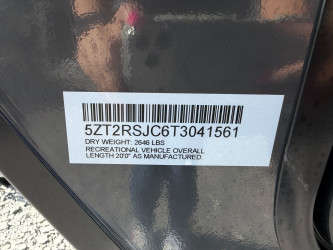 5ZT2RSJC6T3041561
DRY WEIGHT: 2646 LBS
RECREATIONAL VEHICLE OVERALL
LENGTH 20'0" AS MANUFACTURED.